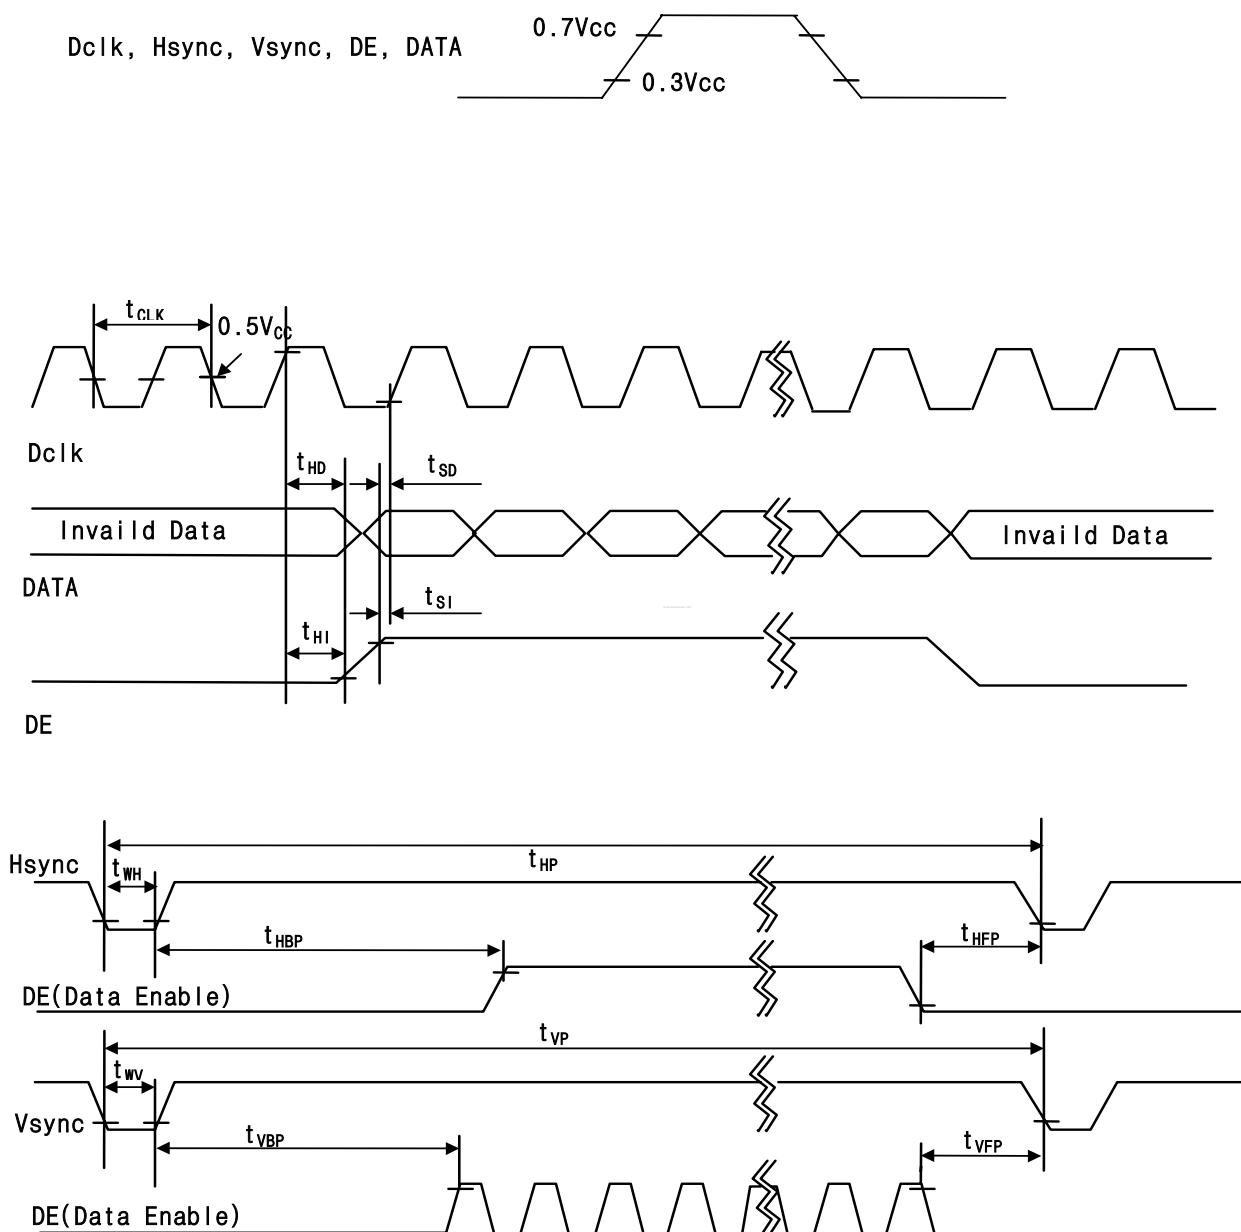 0.7Vcc
Dclk, Hsync, Vsync, DE, DATA
0.3Vcc
tCLK
0.5VCC
Dclk
tHD
tSD
Invaild Data
Invaild Data
DATA
tSI
tHI
DE
Hsync
tWH
tHP
tHBP
tHFP
DE(Data Enable)
tVP
tWV
Vsync
tVBP
tVFP
DE(Data Enable)